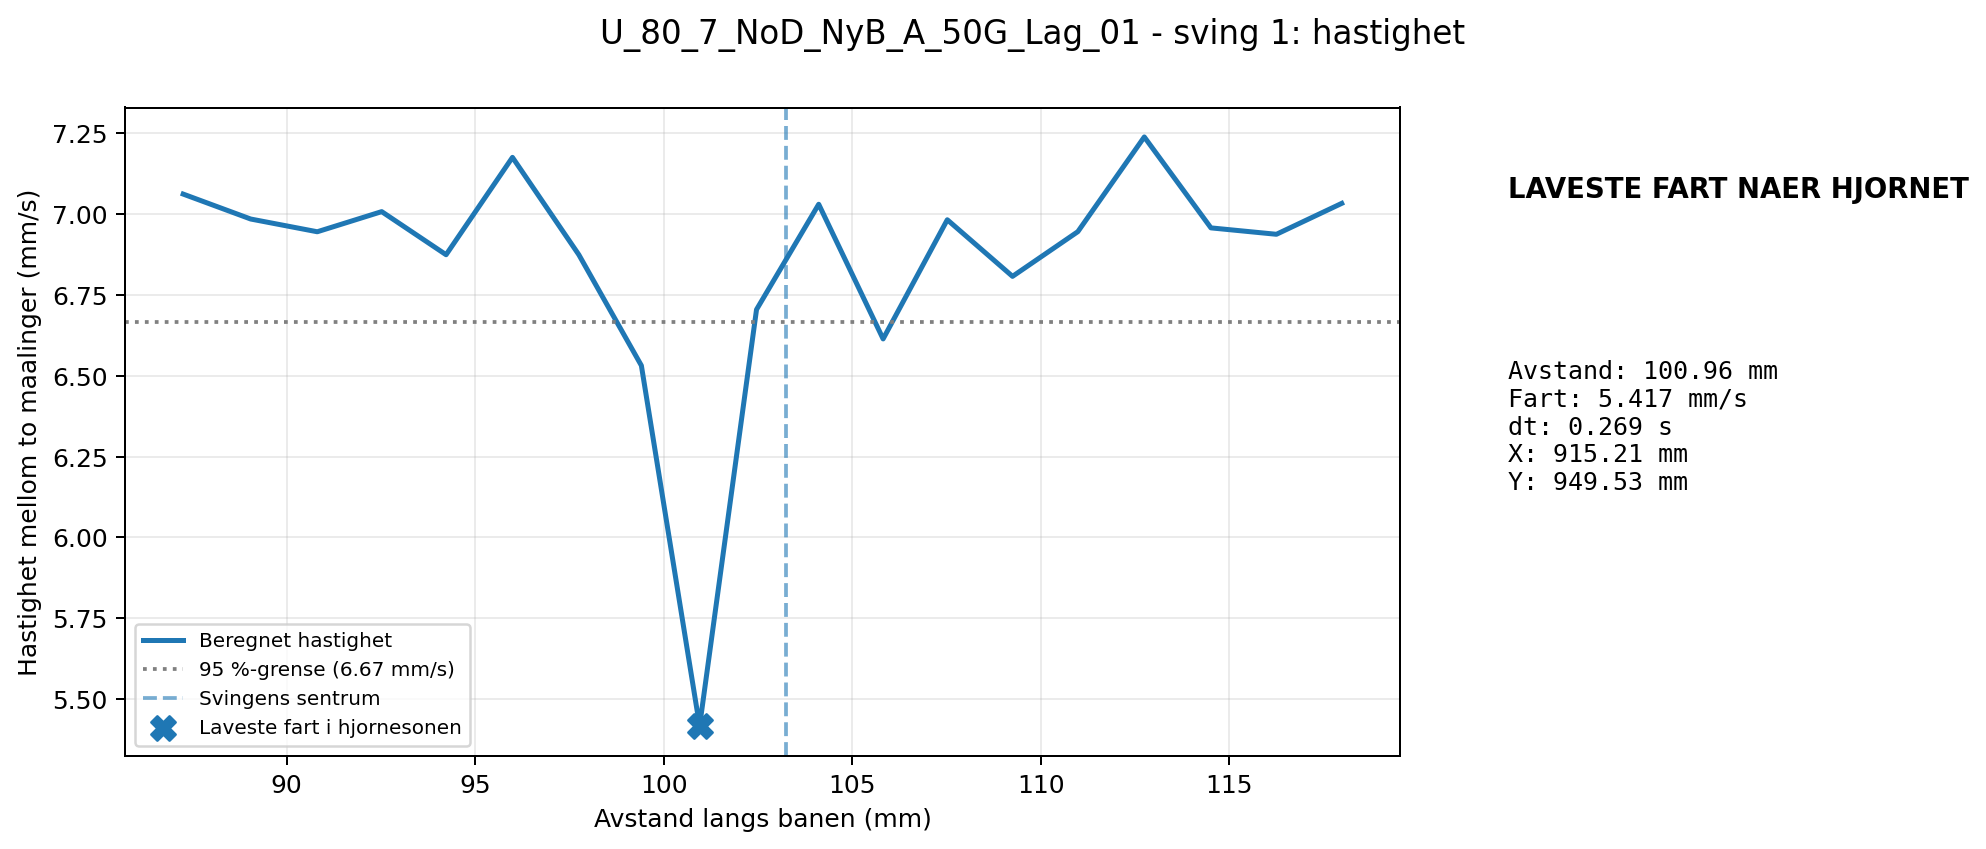 U_80_7_NoD_NyB_A_50G_Lag_01 - sving 1: hastighet
Hastighet mellom to maalinger (mm/s)
7.25
7.00
6.75
6.50
6.25
6.00
5.75
5.50
Beregnet hastighet
95 %-grense (6.67 mm/s)
Svingens sentrum
Laveste fart i hjornesonen
90
95
100
105
110
115
Avstand langs banen (mm)
LAVESTE FART NAER HJORNET
Avstand: 100.96 mm
Fart: 5.417 mm/s
dt: 0.269 s
X: 915.21 mm
Y: 949.53 mm